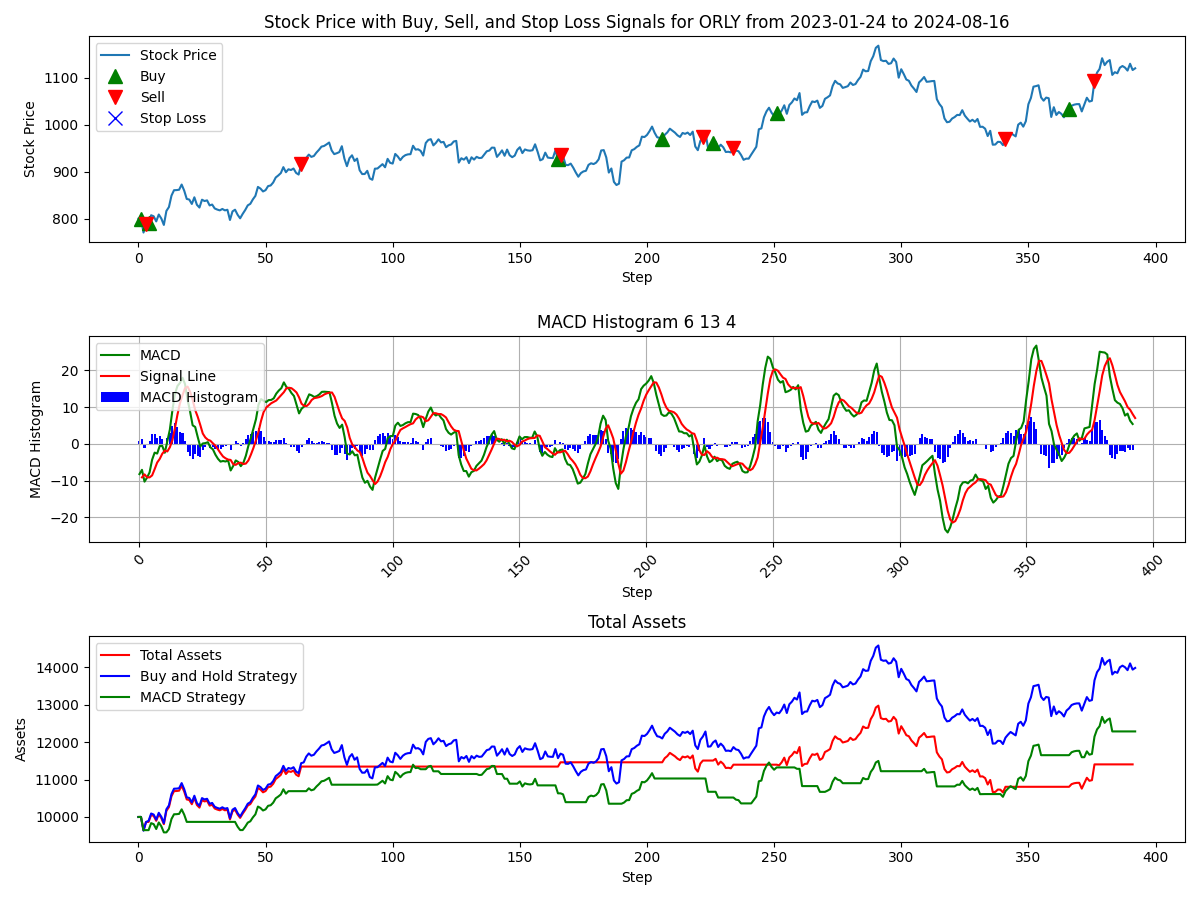 Stock Price with Buy, Sell, and Stop Loss Signals for ORLY from 2023-01-24 to 2024-08-16
Stock Price
1100
1000
900
800
Stock Price
Buy
Sell
Stop Loss
0 50 100 150 200 250 300 350 400
Step
MACD Histogram 6 13 4
MACD Histogram
20
10
0
−10
−20
MACD
Signal Line
MACD Histogram
0 50 100 150 200 250 300 350 400
Step
Total Assets
Assets
14000
13000
12000
11000
10000
Total Assets
Buy and Hold Strategy
MACD Strategy
0 50 100 150 200 250 300 350 400
Step